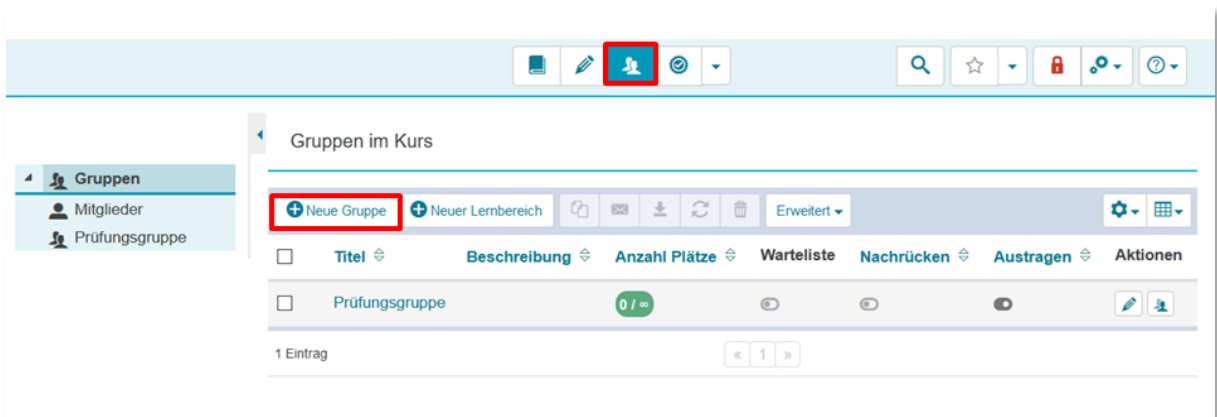 Gruppen im Kurs
Gruppen
Mitglieder
Prüfungsgruppe
Neue Gruppe Neuer Lernbereich Erweitert
Titel Beschreibung Anzahl Plätze Warteliste Nachrücken Austragen Aktionen
Prüfungsgruppe 0 / ∞
1 Eintrag « 1 »